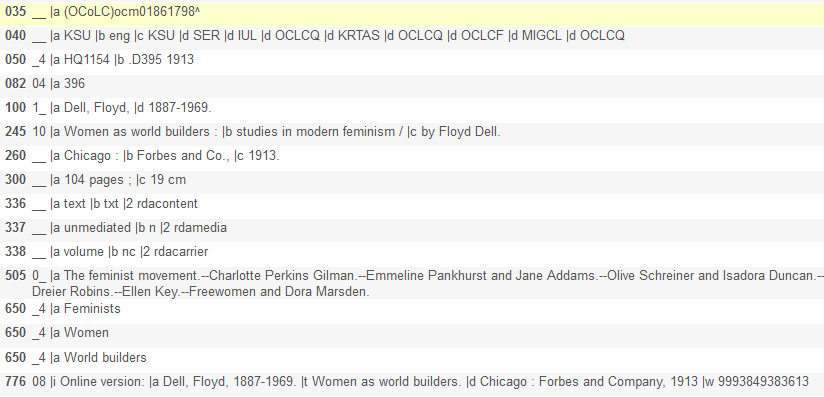 035 __ |a (OCoLC)ocm01861798^
040 __ |a KSU |b eng |c KSU |d SER |d IUL |d OCLCQ |d KRTAS |d OCLCQ |d OCLCF |d MIGCL |d OCLCQ
050 _4 |a HQ1154 |b .D395 1913
082 04 |a 396
100 1_ |a Dell, Floyd, |d 1887-1969.
245 10 |a Women as world builders : |b studies in modern feminism / |c by Floyd Dell.
260 __ |a Chicago : |b Forbes and Co., |c 1913.
300 __ |a 104 pages ; |c 19 cm
336 __ |a text |b txt |2 rdacontent
337 __ |a unmediated |b n |2 rdamedia
338 __ |a volume |b nc |2 rdacarrier
505 0_ |a The feminist movement.--Charlotte Perkins Gilman.--Emmeline Pankhurst and Jane Addams.--Olive Schreiner and Isadora Duncan.--
Dreier Robins.--Ellen Key.--Freewomen and Dora Marsden.
650 _4 |a Feminists
650 _4 |a Women
650 _4 |a World builders
776 08 |i Online version: |a Dell, Floyd, 1887-1969. |t Women as world builders. |d Chicago : Forbes and Company, 1913 |w 9993849383613